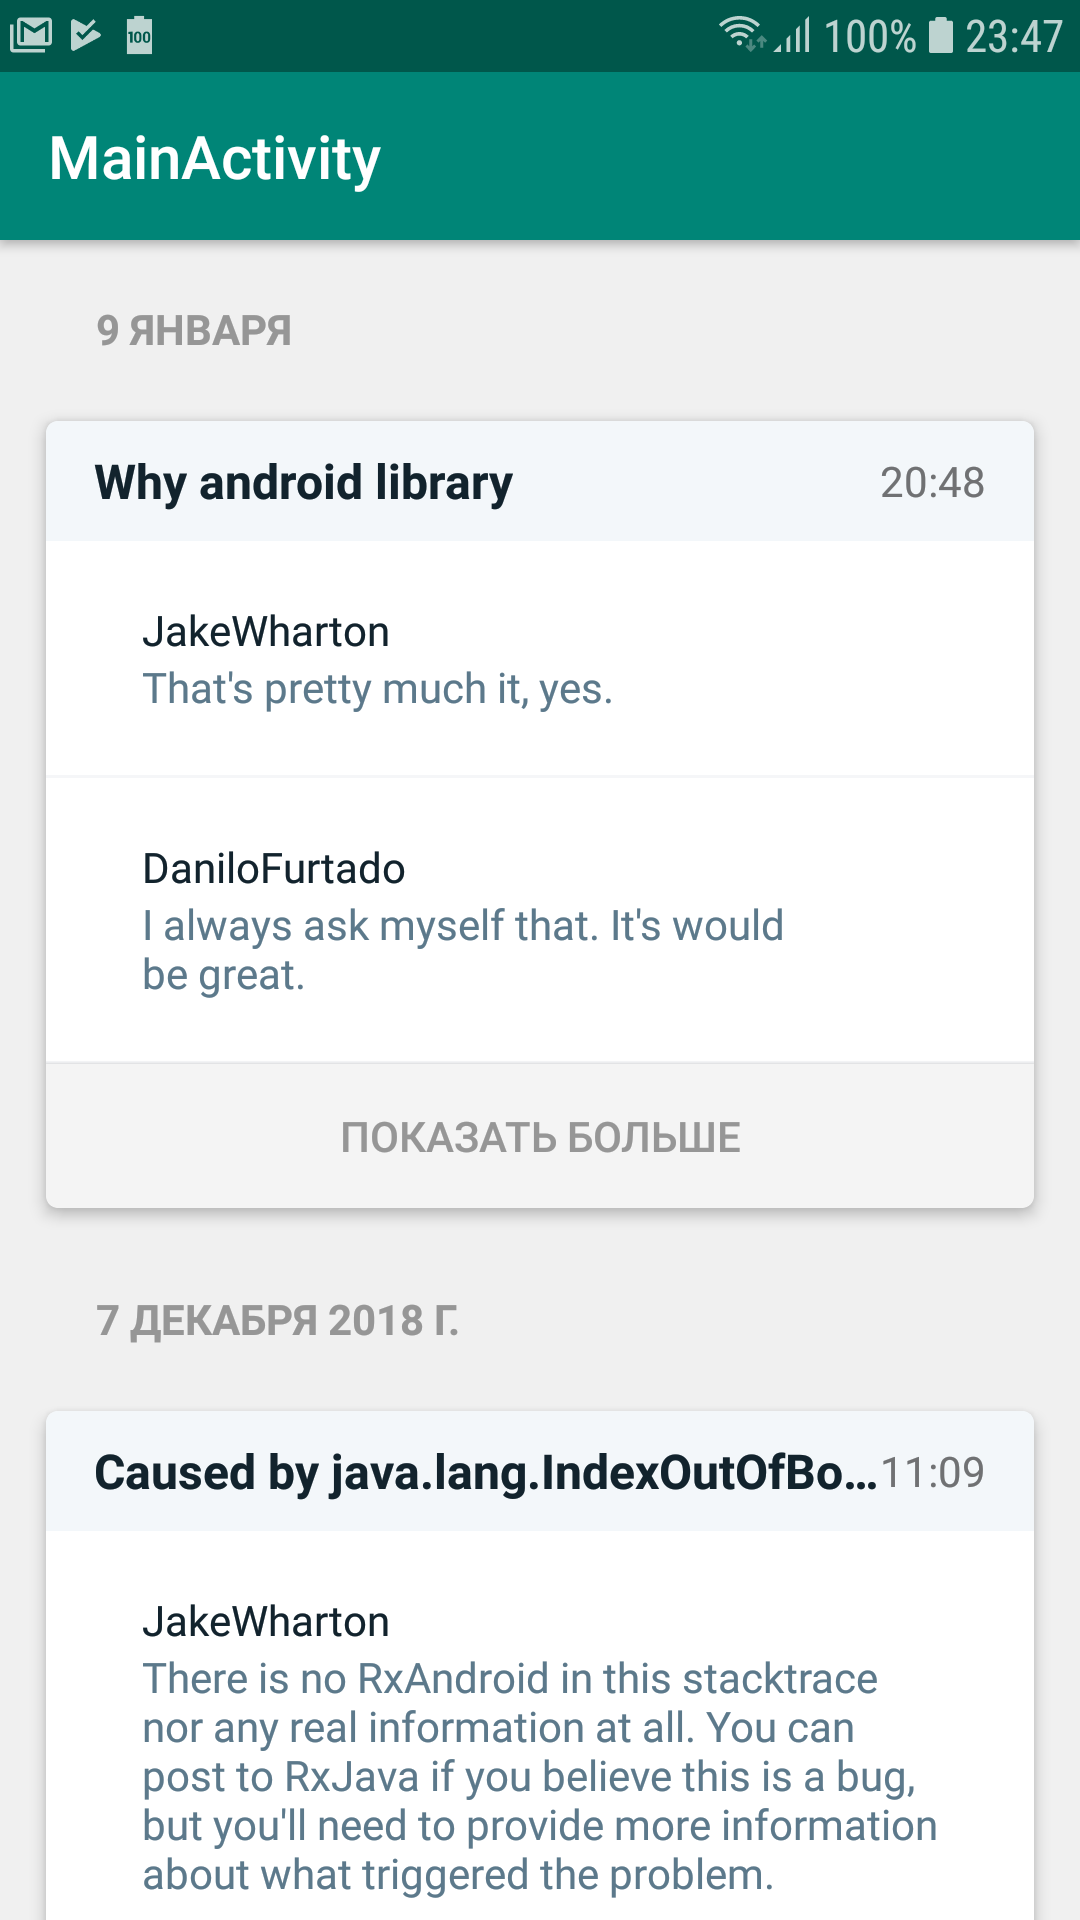 100 100% 23:47
MainActivity
9 ЯНВАРЯ
Why android library 20:48
JakeWharton
That's pretty much it, yes.
DaniloFurtado
I always ask myself that. It's would
be great.
ПОКАЗАТЬ БОЛЬШЕ
7 ДЕКАБРЯ 2018 Г.
Caused by java.lang.IndexOutOfBo... 11:09
JakeWharton
There is no RxAndroid in this stacktrace
nor any real information at all. You can
post to RxJava if you believe this is a bug,
but you'll need to provide more information
about what triggered the problem.